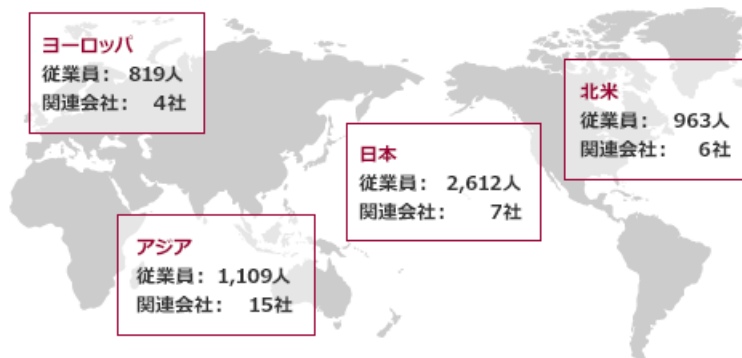 ヨーロッパ
従業員： 819人
関連会社： 4社
北米
従業員： 963人
関連会社： 6社
日本
従業員： 2,612人
関連会社： 7社
アジア
従業員： 1,109人
関連会社： 15社